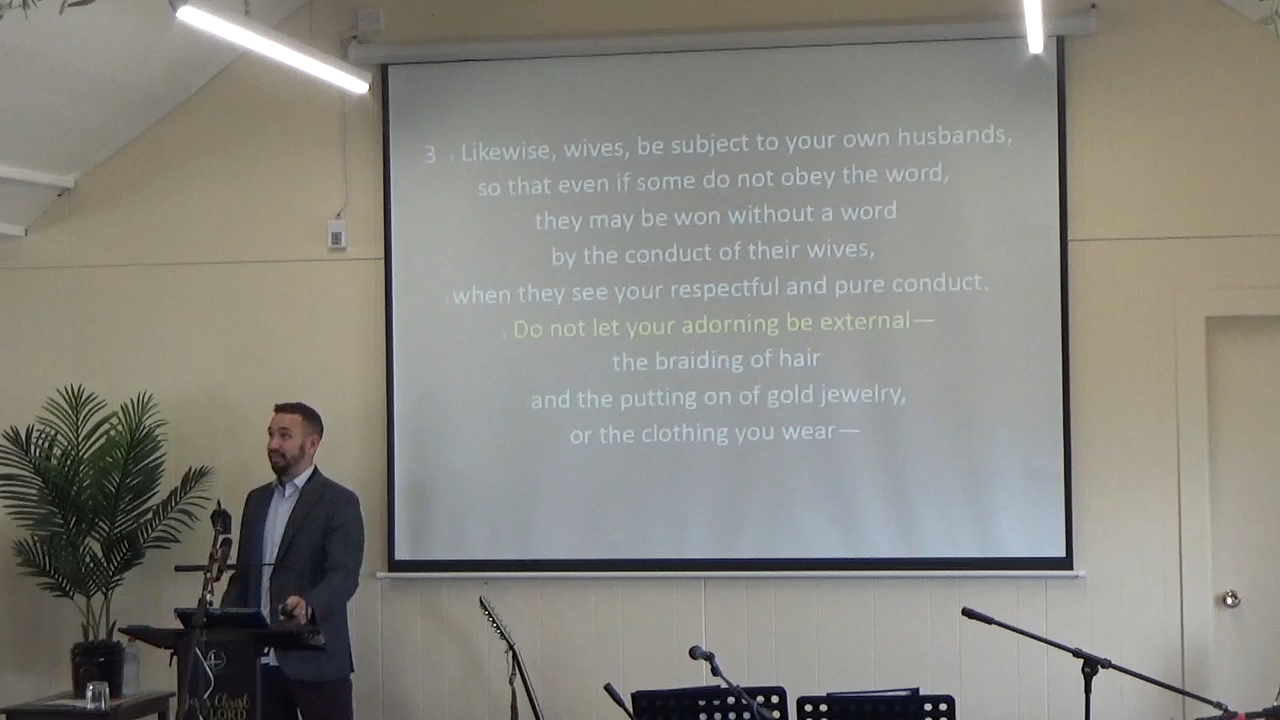 3 Likewise, wives, be subject to your own husbands,
so that even if some do not obey the word,
they may be won without a word
by the conduct of their wives,
when they see your respectful and pure conduct.
Do not let your adorning be external—
the braiding of hair
and the putting on of gold jewelry,
or the clothing you wear—
Christ
LORD